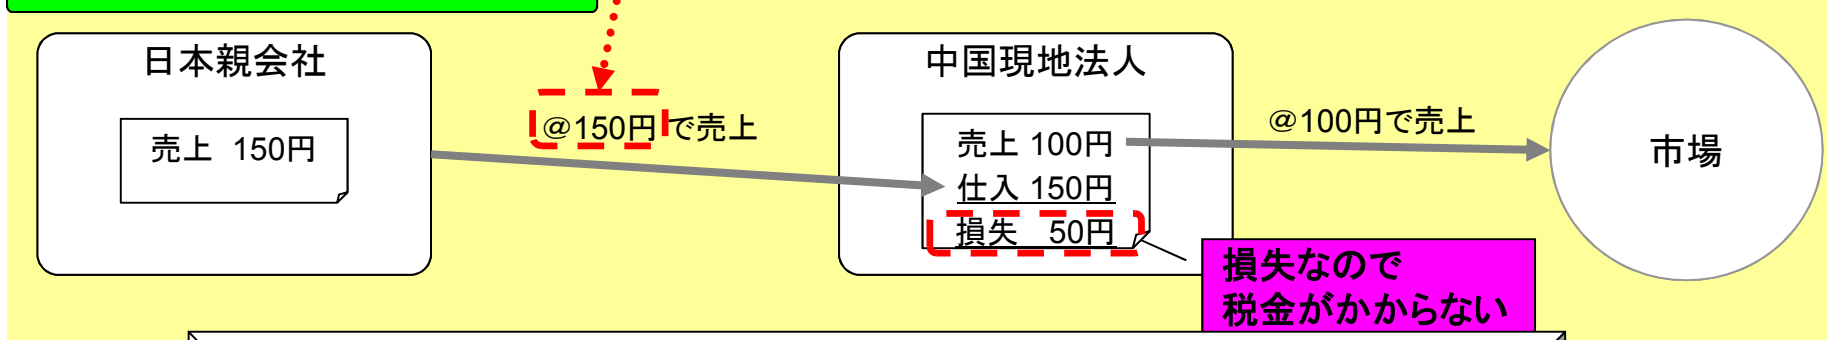 日本親会社
売上 150円
@150円で売上
中国現地法人
売上 100円
仕入 150円
損失 50円
@100円で売上
市場
損失なので
税金がかからない